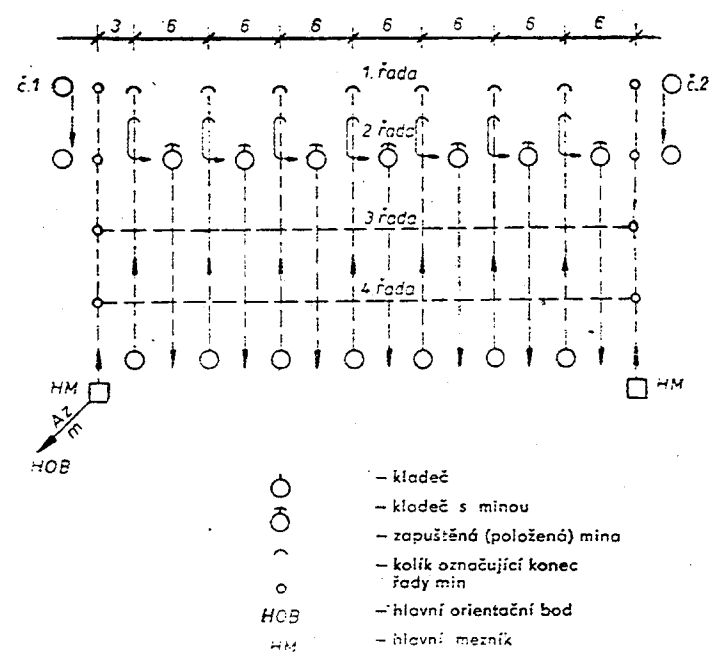 3 6 6 6 6 6 6 6
č.1 1. řada č.2
2 řada
3 řada
4 řada
HM HM
Az
m
HOB
– kladeč
– kladeč s minou
– zapuštěná (položená) mina
– kolík označující konec
řady min
HOB – hlavní orientační bod
HM – hlavní mezník